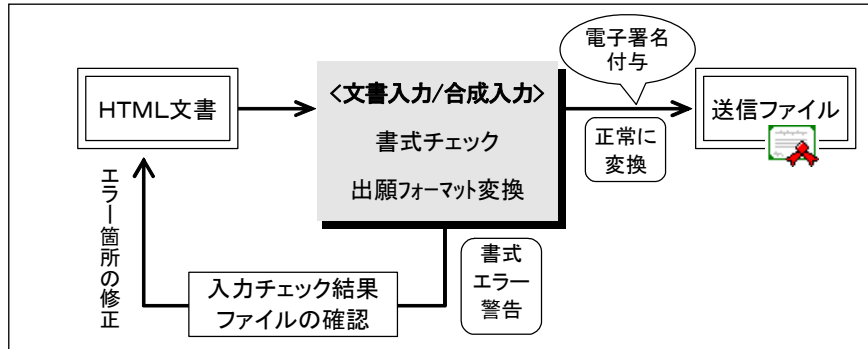 電子署名
付与
HTML文書
<文書入力/合成入力>
書式チェック
出願フォーマット変換
正常に
変換
送信ファイル
エラー箇所の修正
入力チェック結果
ファイルの確認
書式
エラー
警告